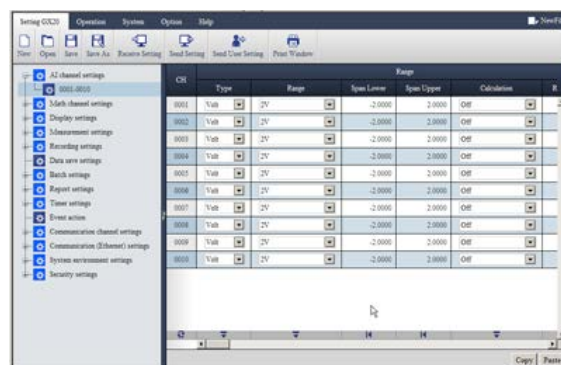 Setting GX20 Operation System Option Help NewFil
New Open Save Save As Receive Setting Send Setting Send User Setting Print Window
AI channel settings
0001-0010
Math channel settings
Display settings
Measurement settings
Recording settings
Data save settings
Batch settings
Report settings
Timer settings
Event action
Communication channel settings
Communication (Ethernet) settings
System environment settings
Security settings
CH Range
Type Range Span Lower Span Upper Calculation R
0001 Volt 2V -2.0000 2.0000 Off
0002 Volt 2V -2.0000 2.0000 Off
0003 Volt 2V -2.0000 2.0000 Off
0004 Volt 2V -2.0000 2.0000 Off
0005 Volt 2V -2.0000 2.0000 Off
0006 Volt 2V -2.0000 2.0000 Off
0007 Volt 2V -2.0000 2.0000 Off
0008 Volt 2V -2.0000 2.0000 Off
0009 Volt 2V -2.0000 2.0000 Off
0010 Volt 2V -2.0000 2.0000 Off
Copy Paste